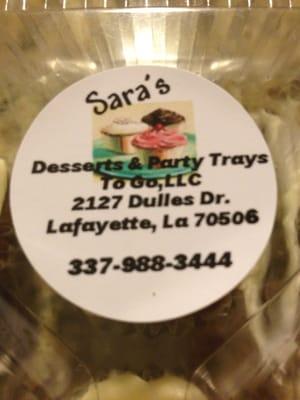 Sara's
Desserts & Party Trays
To Go,LLC
2127 Dulles Dr.
Lafayette, La 70506
337-988-3444